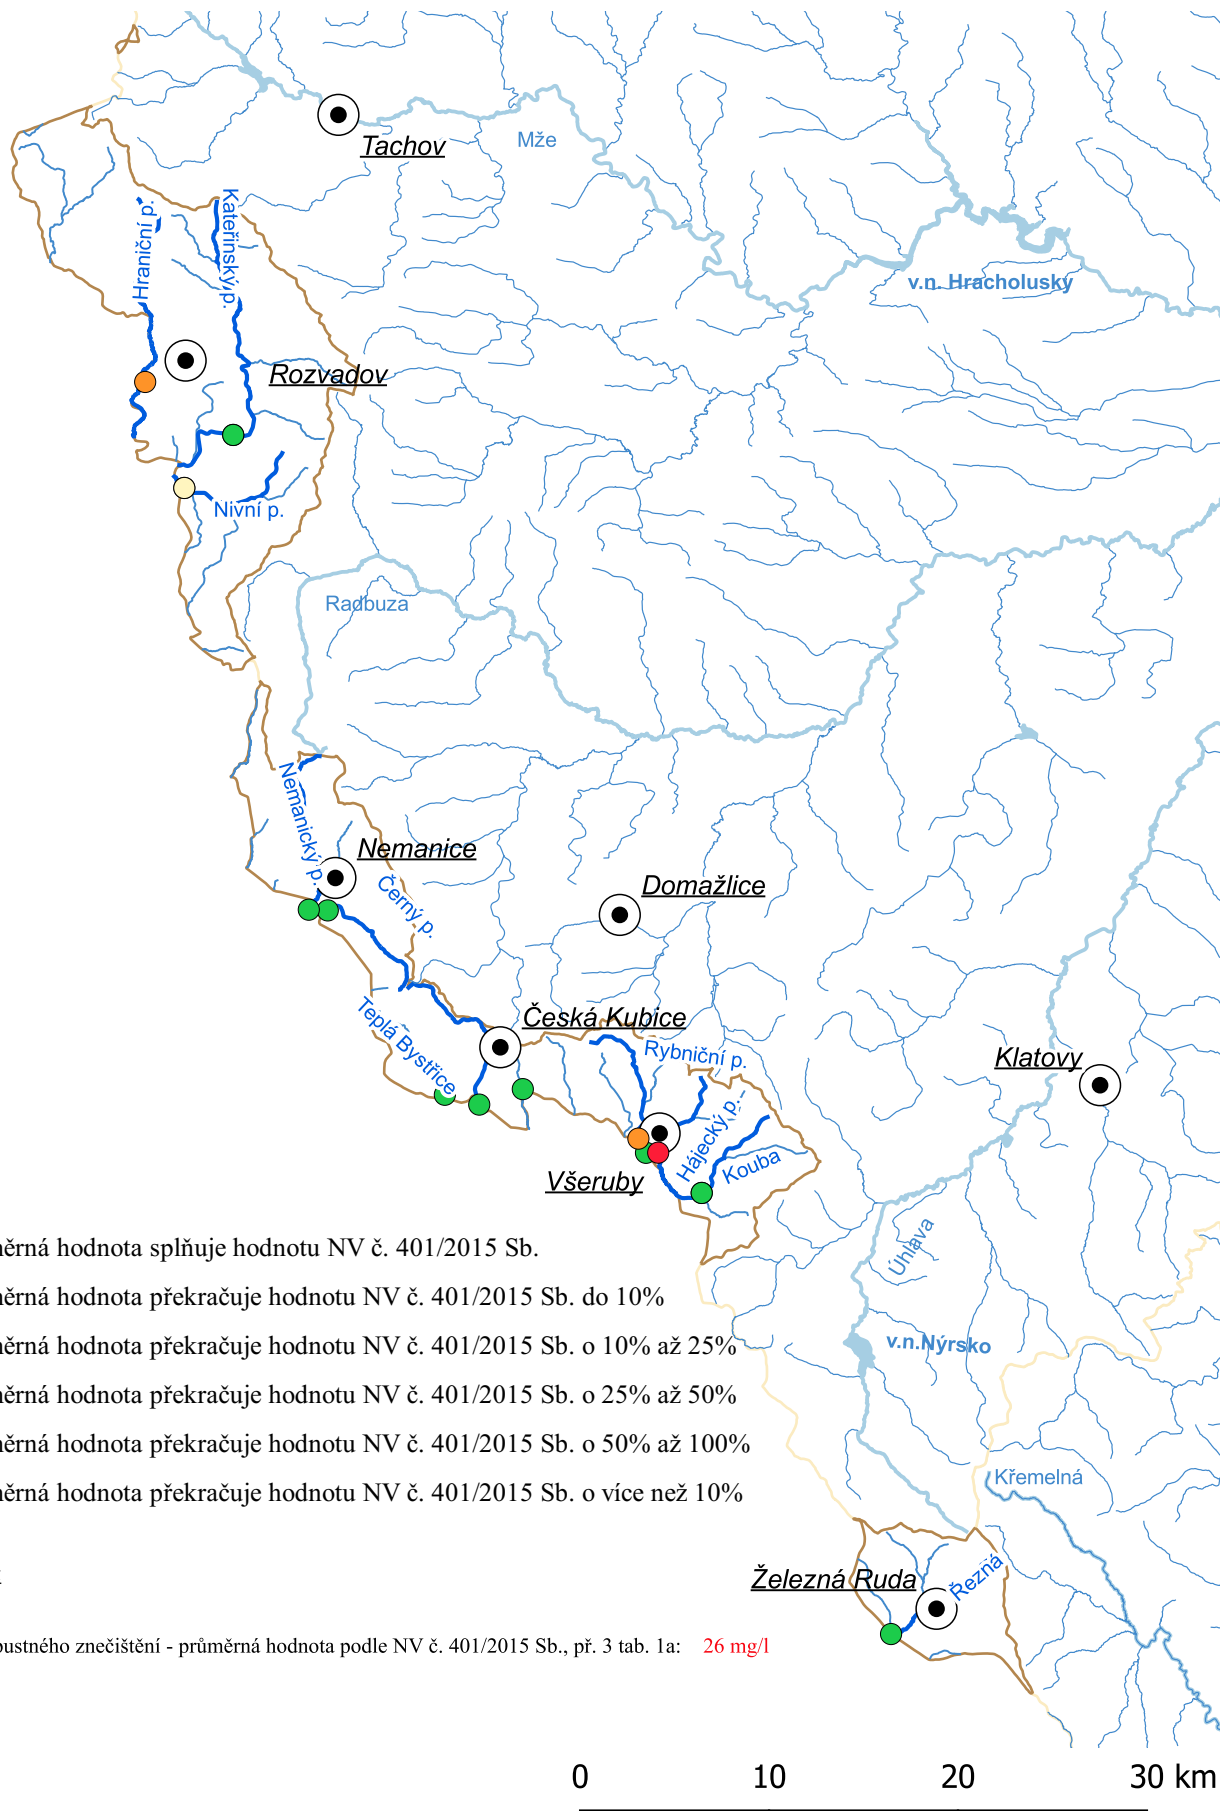 Tachov
Mže
Hraniční p.
Kateřinský p.
v.n. Hracholusky
Rozvadov
Nivní p.
Radbuza
Nemanický p.
Nemanice
Černý p.
Domažlice
Teplá Bystřice
Česká Kubice
Rybniční p.
Klatovy
Hájecký p.
Kouba
Všeruby
Úhlava
ěrná hodnota splňuje hodnotu NV č. 401/2015 Sb.
ěrná hodnota překračuje hodnotu NV č. 401/2015 Sb. do 10%
ěrná hodnota překračuje hodnotu NV č. 401/2015 Sb. o 10% až 25%
v.n.Nýrsko
ěrná hodnota překračuje hodnotu NV č. 401/2015 Sb. o 25% až 50%
ěrná hodnota překračuje hodnotu NV č. 401/2015 Sb. o 50% až 100%
Křemelná
ěrná hodnota překračuje hodnotu NV č. 401/2015 Sb. o více než 10%
Železná Ruda
Řezná
pustného znečištění - průměrná hodnota podle NV č. 401/2015 Sb., př. 3 tab. 1a: 26 mg/l
0 10 20 30 km